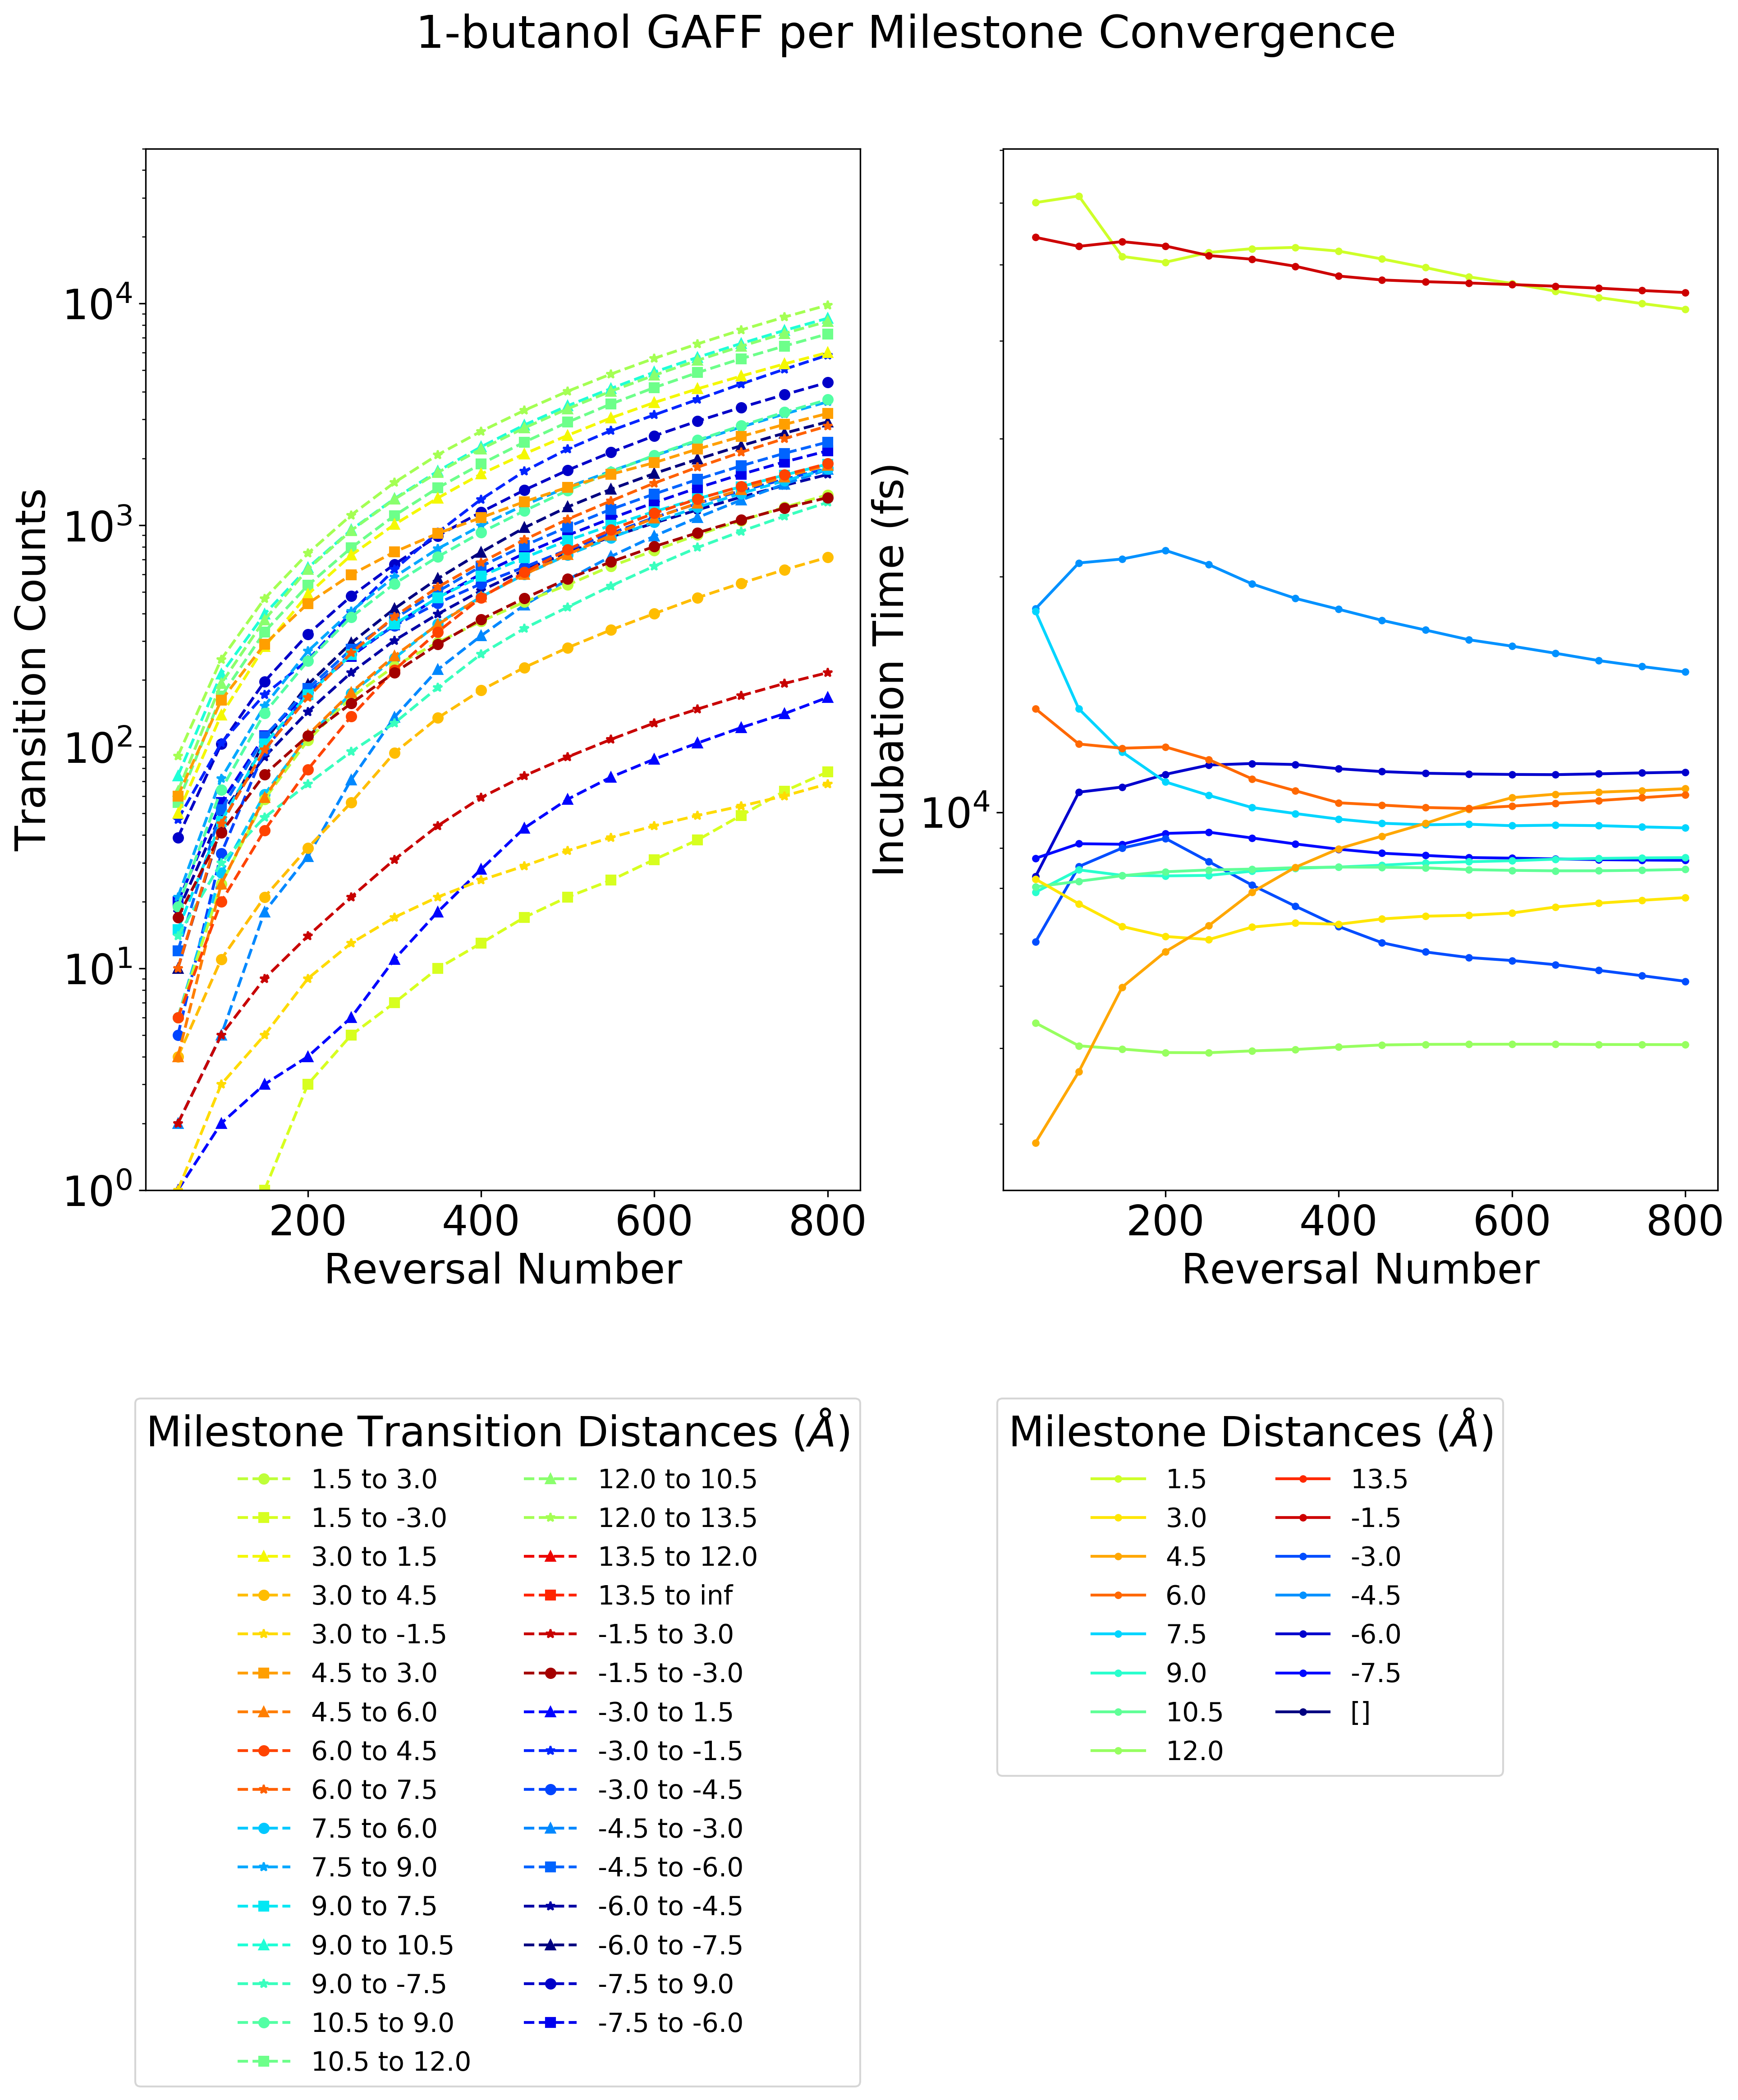 1-butanol GAFF per Milestone Convergence
Transition Counts
10^4
10^3
10^2
10^1
10^0
200 400 600 800
Reversal Number
Incubation Time (fs)
10^4
200 400 600 800
Reversal Number
Milestone Transition Distances (Å)
1.5 to 3.0
1.5 to -3.0
3.0 to 1.5
3.0 to 4.5
3.0 to -1.5
4.5 to 3.0
4.5 to 6.0
6.0 to 4.5
6.0 to 7.5
7.5 to 6.0
7.5 to 9.0
9.0 to 7.5
9.0 to 10.5
9.0 to -7.5
10.5 to 9.0
10.5 to 12.0
12.0 to 10.5
12.0 to 13.5
13.5 to 12.0
13.5 to inf
-1.5 to 3.0
-1.5 to -3.0
-3.0 to 1.5
-3.0 to -1.5
-3.0 to -4.5
-4.5 to -3.0
-4.5 to -6.0
-6.0 to -4.5
-6.0 to -7.5
-7.5 to 9.0
-7.5 to -6.0
Milestone Distances (Å)
1.5
3.0
4.5
6.0
7.5
9.0
10.5
12.0
13.5
-1.5
-3.0
-4.5
-6.0
-7.5
[]